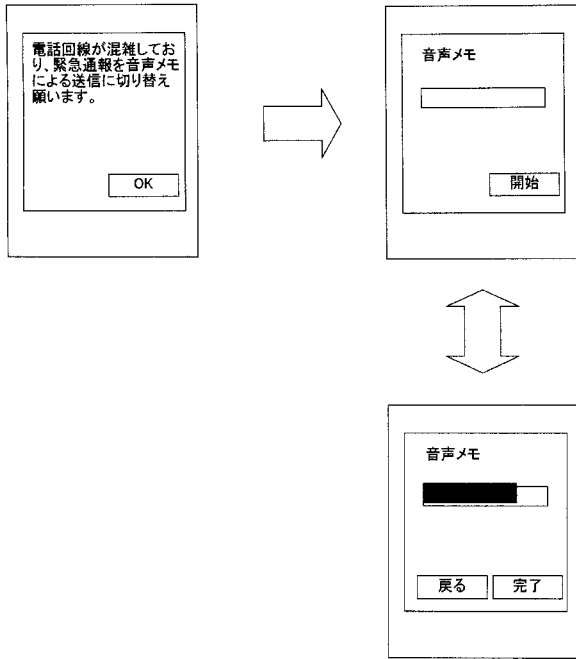 電話回線が混雑してお
り、緊急通報を音声メモ
による送信に切り替え
願います。
OK
音声メモ
開始
音声メモ
戻る
完了